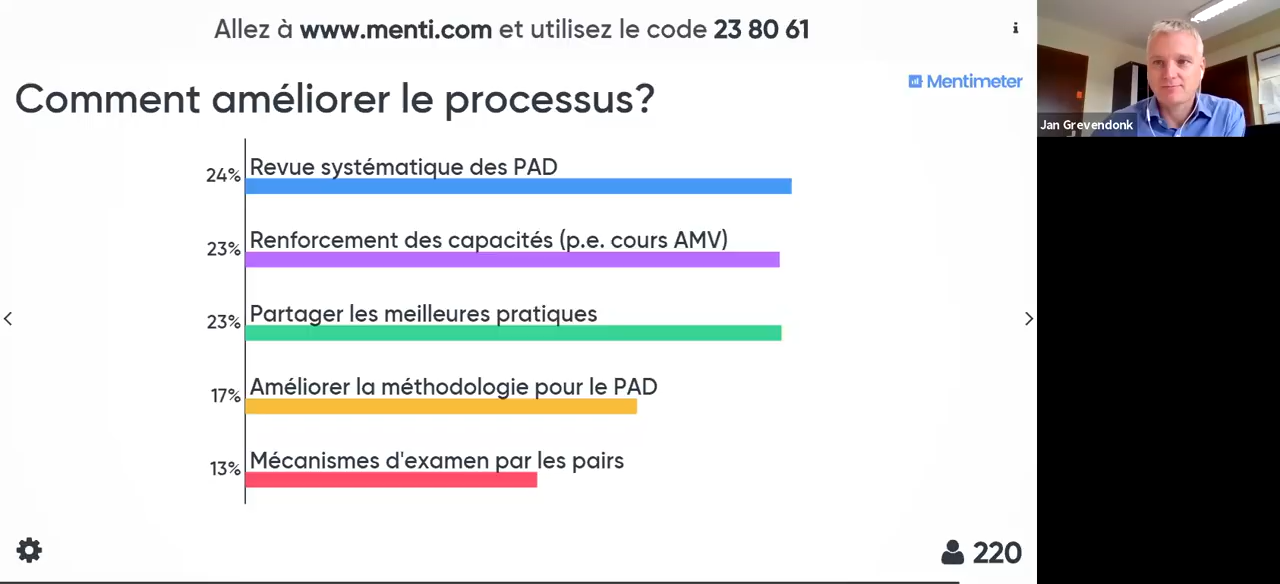 Allez à www.menti.com et utilisez le code 23 80 61
i
Mentimeter
Comment améliorer le processus?
24% Revue systématique des PAD
23% Renforcement des capacités (p.e. cours AMV)
23% Partager les meilleures pratiques
17% Améliorer la méthodologie pour le PAD
13% Mécanismes d'examen par les pairs
220
Jan Grevendonk